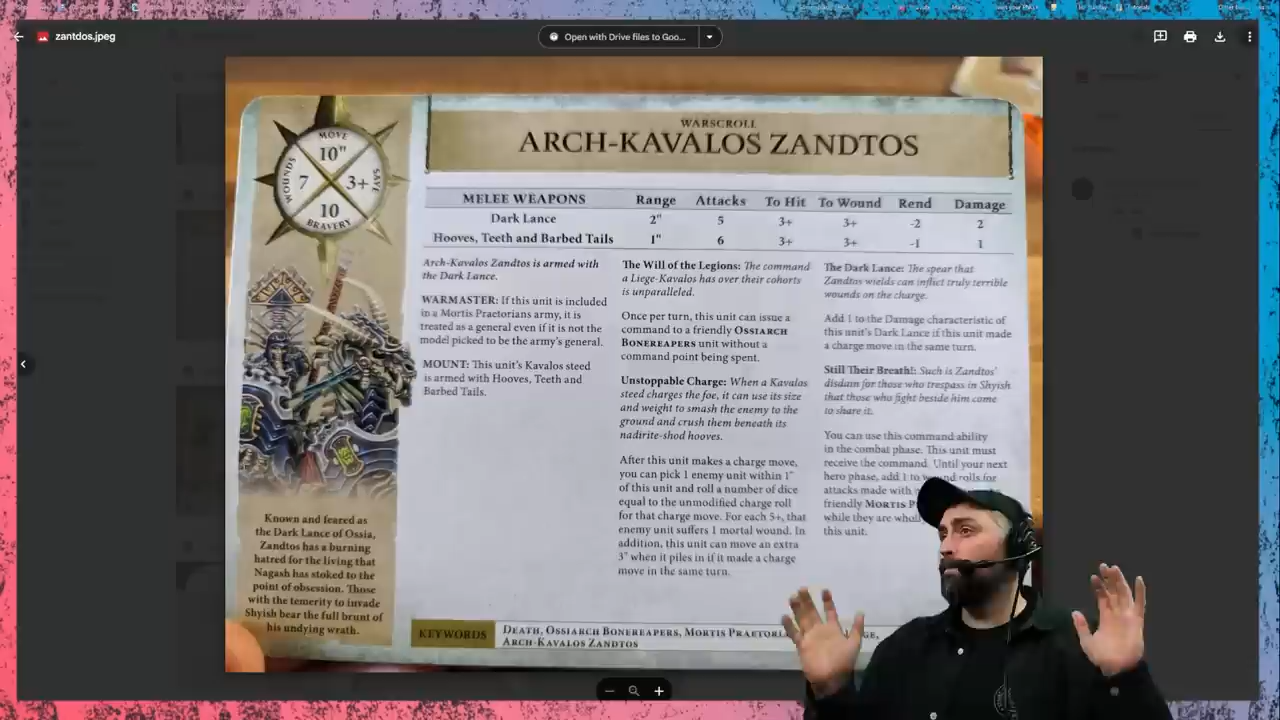 zantdos.jpeg
Open with Drive files to Goo...
WARSCROLL
ARCH-KAVALOS ZANDTOS
MOVE
10"
WOUNDS
7
3+
SAVE
10
BRAVERY
MELEE WEAPONS Range Attacks To Hit To Wound Rend Damage
Dark Lance 2" 5 3+ 3+ -2 2
Hooves, Teeth and Barbed Tails 1" 6 3+ 3+ -1 1
Arch-Kavalos Zandtos is armed with
the Dark Lance.
WARMASTER: If this unit is included
in a Mortis Praetorians army, it is
treated as a general even if it is not the
model picked to be the army's general.
MOUNT: This unit's Kavalos steed
is armed with Hooves, Teeth and
Barbed Tails.
The Will of the Legions: The command
a Liege-Kavalos has over their cohorts
is unparalleled.
Once per turn, this unit can issue a
command to a friendly OSSIARCH
BONEREAPERS unit without a
command point being spent.
Unstoppable Charge: When a Kavalos
steed charges the foe, it can use its size
and weight to smash the enemy to the
ground and crush them beneath its
nadirite-shod hooves.
After this unit makes a charge move,
you can pick 1 enemy unit within 1"
of this unit and roll a number of dice
equal to the unmodified charge roll
for that charge move. For each 5+, that
enemy unit suffers 1 mortal wound. In
addition, this unit can move an extra
3" when it piles in if it made a charge
move in the same turn.
The Dark Lance: The spear that
Zandtos wields can inflict truly terrible
wounds on the charge.
Add 1 to the Damage characteristic of
this unit's Dark Lance if this unit made
a charge move in the same turn.
Still Their Breath!: Such is Zandtos'
disdain for those who trespass in Shyish
that those who fight beside him come
to share it.
You can use this command ability
in the combat phase. This unit must
receive the command. Until your next
hero phase, add 1 to wound rolls for
attacks made with
friendly MORTIS P
while they are whol
this unit.
Known and feared as
the Dark Lance of Ossia,
Zandtos has a burning
hatred for the living that
Nagash has stoked to the
point of obsession. Those
with the temerity to invade
Shyish bear the full brunt of
his undying wrath.
KEYWORDS
DEATH, OSSIARCH BONEREAPERS, MORTIS PRAETORI GE,
ARCH-KAVALOS ZANDTOS